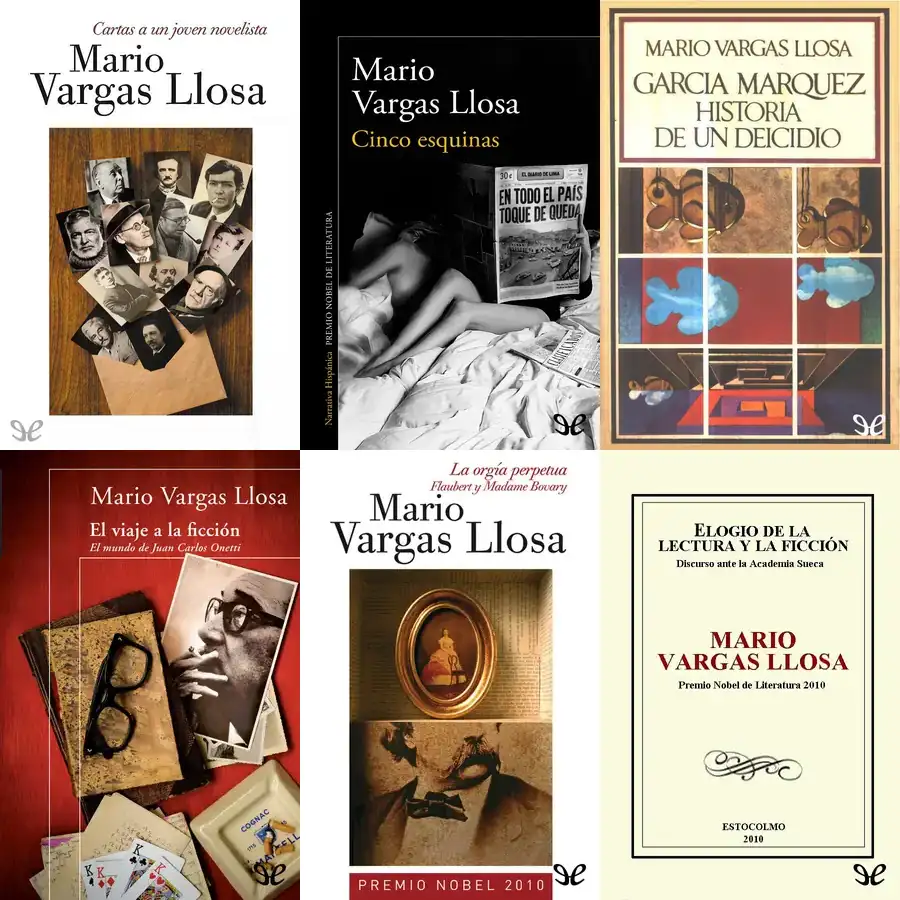 Cartas a un joven novelista
Mario
Vargas Llosa
Mario
Vargas Llosa
Cinco esquinas
30¢
EL DIARIO DE LIMA
EN TODO EL PAÍS
TOQUE DE QUEDA
CLASIFICADOS
Narrativa Hispánica PREMIO NOBEL DE LITERATURA
MARIO VARGAS LLOSA
GARCIA MARQUEZ
HISTORIA
DE UN DEICIDIO
Mario Vargas Llosa
El viaje a la ficción
El mundo de Juan Carlos Onetti
COGNAC
K
K
K
La orgía perpetua
Flaubert y Madame Bovary
Mario
Vargas Llosa
PREMIO NOBEL 2010
ELOGIO DE LA
LECTURA Y LA FICCIÓN
Discurso ante la Academia Sueca
MARIO
VARGAS LLOSA
Premio Nobel de Literatura 2010
ESTOCOLMO
2010